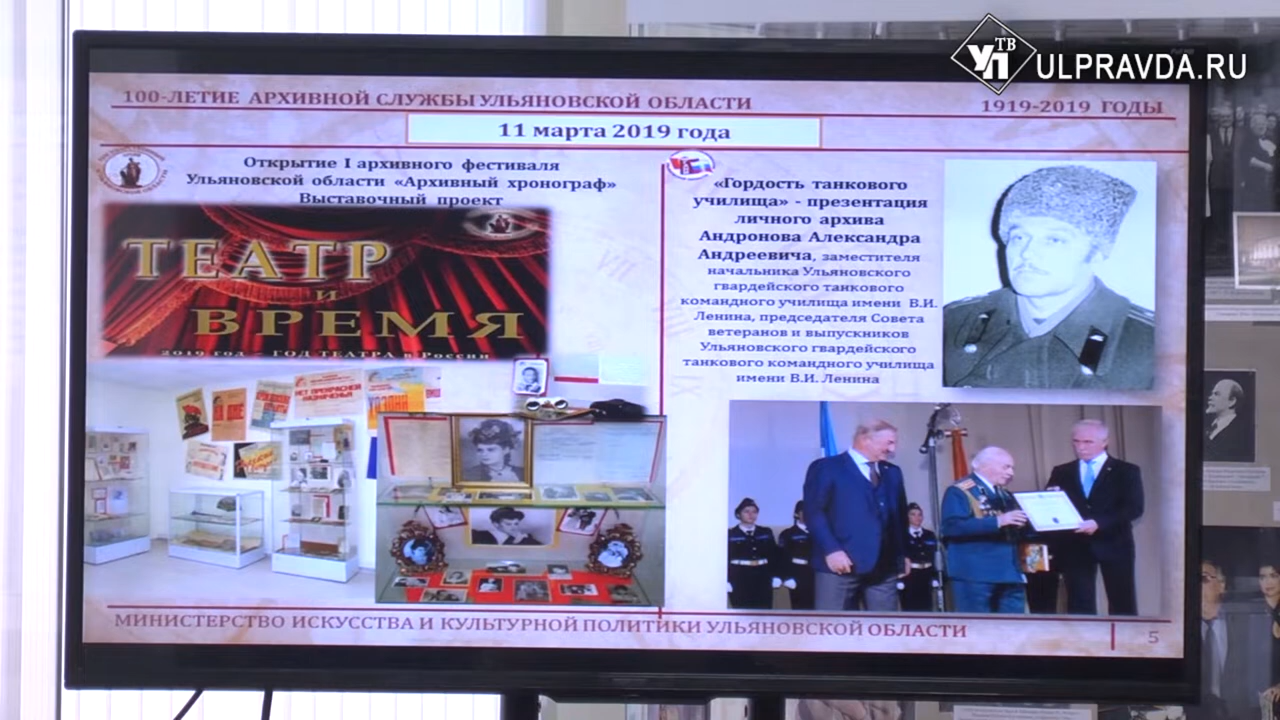 УП ТВ
ULPRAVDA.RU
100-ЛЕТИЕ АРХИВНОЙ СЛУЖБЫ УЛЬЯНОВСКОЙ ОБЛАСТИ
1919-2019 ГОДЫ
11 марта 2019 года
Открытие I архивного фестиваля
Ульяновской области «Архивный хронограф»
Выставочный проект
ТЕАТР
И
ВРЕМЯ
2019 год - ГОД ТЕАТРА в России
НА ДНЕ
«Гордость танкового
училища» - презентация
личного архива
Андронова Александра
Андреевича, заместителя
начальника Ульяновского
гвардейского танкового
командного училища имени В.И.
Ленина, председателя Совета
ветеранов и выпускников
Ульяновского гвардейского
танкового командного училища
имени В.И. Ленина
МИНИСТЕРСТВО ИСКУССТВА И КУЛЬТУРНОЙ ПОЛИТИКИ УЛЬЯНОВСКОЙ ОБЛАСТИ
5